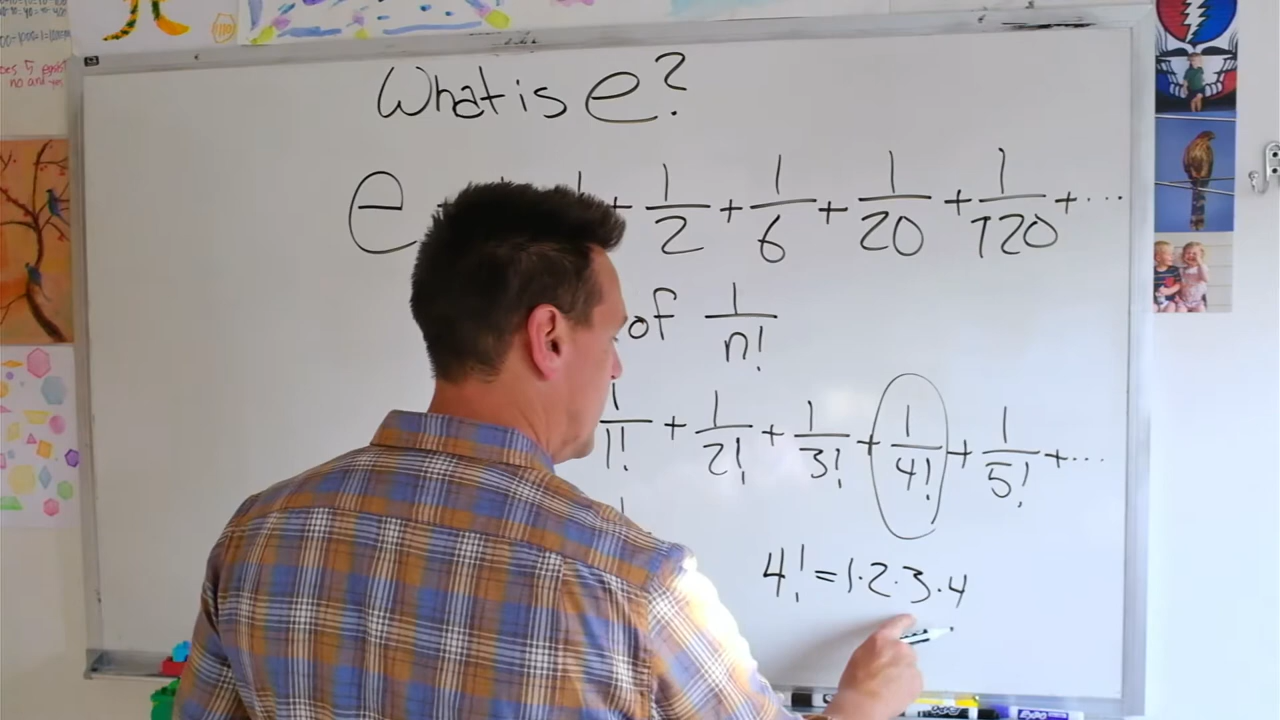 What is e?
e 1/2 + 1/6 + 1/20 + 1/120 + ...
of 1/n!
1/1! + 1/2! + 1/3! + 1/4! + 1/5! + ...
4! = 1·2·3·4